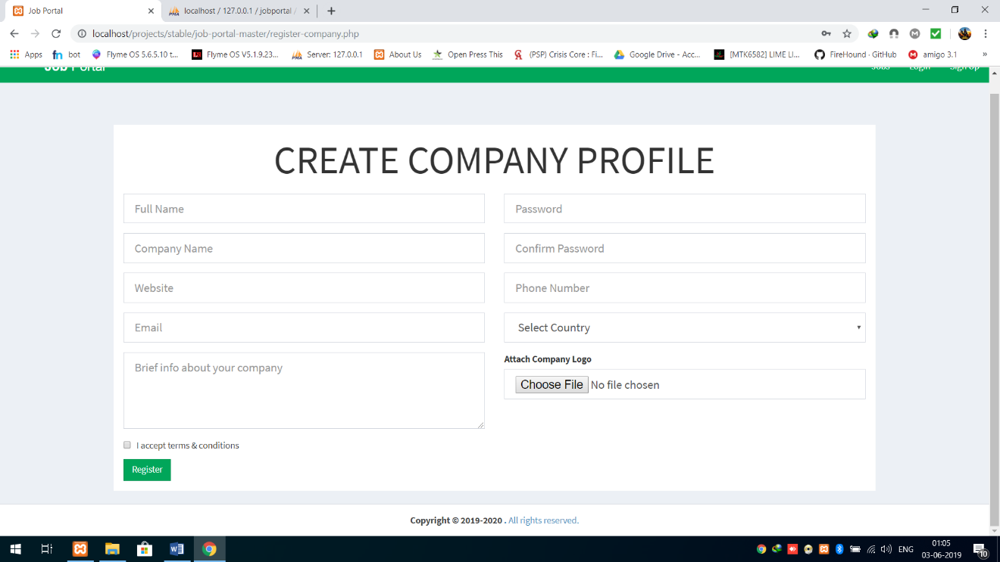 Job Portal
localhost / 127.0.0.1 / jobportal /
localhost/projects/stable/job-portal-master/register-company.php
Apps
bot
Flyme OS 5.6.5.10 t...
Flyme OS V5.1.9.23...
Server: 127.0.0.1
About Us
Open Press This
(PSP) Crisis Core : Fi...
Google Drive - Acc...
[MTK6582] LIME LI...
FireHound · GitHub
amigo 3.1
»
Job Portal
Jobs Login Sign Up
CREATE COMPANY PROFILE
Full Name
Password
Company Name
Confirm Password
Website
Phone Number
Email
Select Country
Brief info about your company
Attach Company Logo
Choose File No file chosen
I accept terms & conditions
Register
Copyright © 2019-2020 . All rights reserved.
ENG
01:05
03-06-2019
10